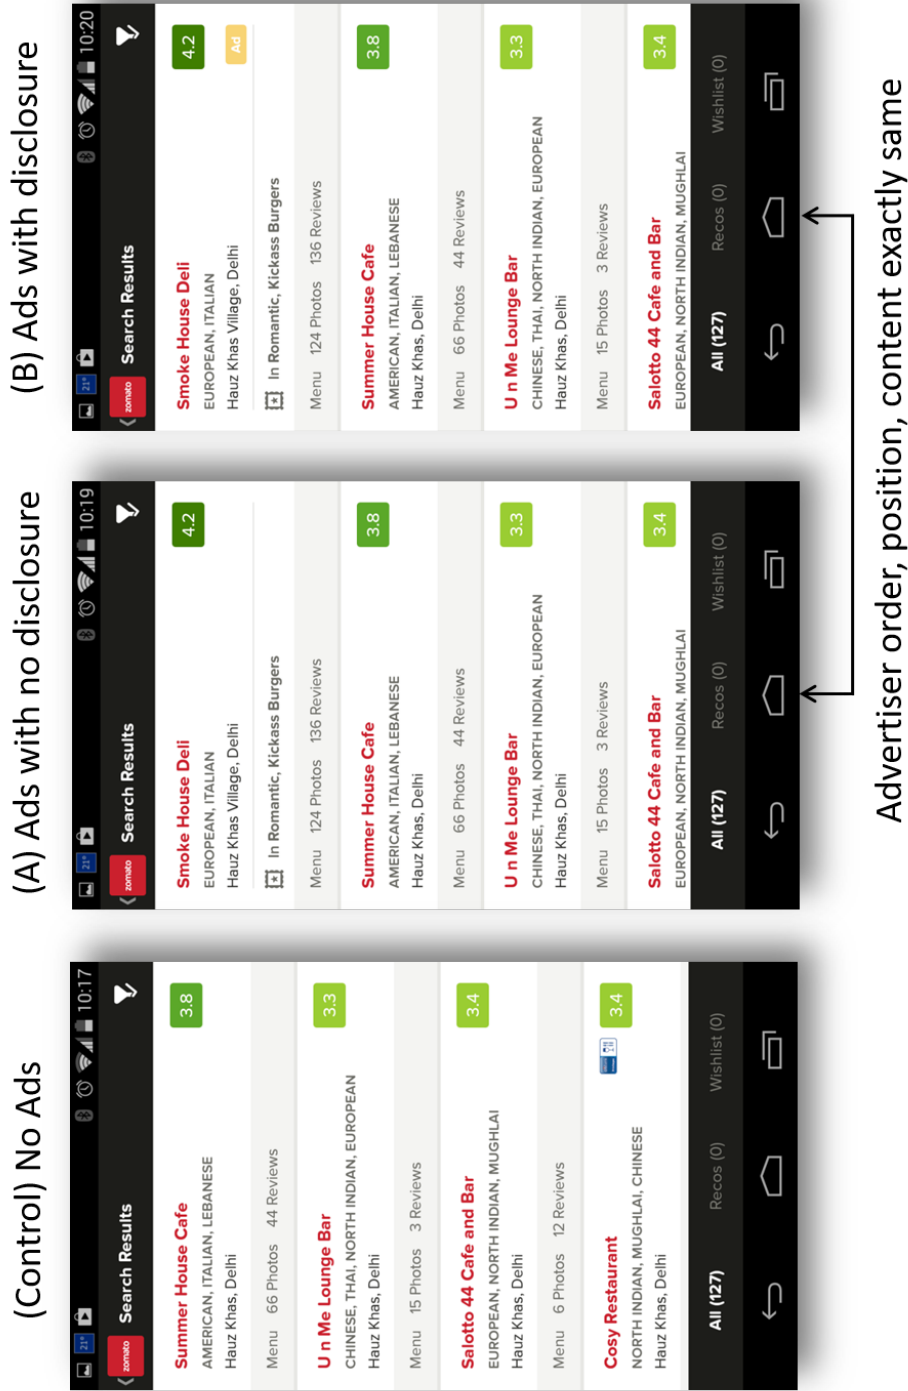 (Control) No Ads
10:17
21°
zomato
Search Results
Summer House Cafe
3.8
AMERICAN, ITALIAN, LEBANESE
Hauz Khas, Delhi
Menu 66 Photos 44 Reviews
U n Me Lounge Bar
3.3
CHINESE, THAI, NORTH INDIAN, EUROPEAN
Hauz Khas, Delhi
Menu 15 Photos 3 Reviews
Salotto 44 Cafe and Bar
3.4
EUROPEAN, NORTH INDIAN, MUGHLAI
Hauz Khas, Delhi
Menu 6 Photos 12 Reviews
Cosy Restaurant
3.4
NORTH INDIAN, MUGHLAI, CHINESE
Hauz Khas, Delhi
All (127) Recos (0) Wishlist (0)
(A) Ads with no disclosure
10:19
21°
zomato
Search Results
Smoke House Deli
4.2
EUROPEAN, ITALIAN
Hauz Khas Village, Delhi
In Romantic, Kickass Burgers
Menu 124 Photos 136 Reviews
Summer House Cafe
3.8
AMERICAN, ITALIAN, LEBANESE
Hauz Khas, Delhi
Menu 66 Photos 44 Reviews
U n Me Lounge Bar
3.3
CHINESE, THAI, NORTH INDIAN, EUROPEAN
Hauz Khas, Delhi
Menu 15 Photos 3 Reviews
Salotto 44 Cafe and Bar
3.4
EUROPEAN, NORTH INDIAN, MUGHLAI
All (127) Recos (0) Wishlist (0)
(B) Ads with disclosure
10:20
21°
zomato
Search Results
Smoke House Deli
4.2
EUROPEAN, ITALIAN
Ad
Hauz Khas Village, Delhi
In Romantic, Kickass Burgers
Menu 124 Photos 136 Reviews
Summer House Cafe
3.8
AMERICAN, ITALIAN, LEBANESE
Hauz Khas, Delhi
Menu 66 Photos 44 Reviews
U n Me Lounge Bar
3.3
CHINESE, THAI, NORTH INDIAN, EUROPEAN
Hauz Khas, Delhi
Menu 15 Photos 3 Reviews
Salotto 44 Cafe and Bar
3.4
EUROPEAN, NORTH INDIAN, MUGHLAI
All (127) Recos (0) Wishlist (0)
Advertiser order, position, content exactly same